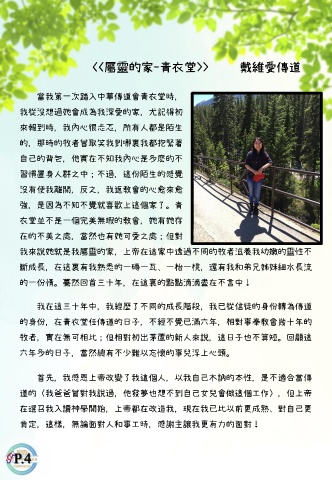 <<屬靈的家-青衣堂>> 戴維愛傳道
當我第一次踏入中華傳道會青衣堂時，
我從沒想過她會成為我深愛的家，尤記得初
來報到時，我內心很忐忑，所有人都是陌生
的，那時的牧者曾取笑我到哪裏我都抱緊著
自己的背包，他實在不知我內心是多麼的不
習慣置身人群之中；不過，這份陌生的感覺
沒有使我離開，反之，我返教會的心愈來愈
強，是因為不知不覺就喜歡上這個家了。青
衣堂並不是一個完美無瑕的教會，她有她存
在的不美之處，當然也有她可愛之處；但對
我來說她就是我屬靈的家，上帝在這家中透過不同的牧者滋養我幼嫩的靈性不
斷成長，在這裏有我熟悉的一磚一瓦、一枱一櫈，還有我和弟兄姊妹細水長流
的一份情。驀然回首三十年，在這裏的點點滴滴盡在不言中！
我在這三十年中，我經歷了不同的成長階段，我已從信徒的身份轉為傳道
的身份，在青衣堂任傳道的日子，不經不覺已滿六年，相對事奉教會踰十年的
牧者，實在無可相比；但相對初出茅蘆的新人來說，這日子也不算短。回顧這
六年多的日子，當然總有不少難以忘懷的事兒浮上心頭。
首先，我感恩上帝改變了我這個人，以我自己木訥的本性，是不適合當傳
道的（我爸爸曾對我說過，他發夢也想不到自己女兒會做這個工作），但上帝
在選召我入讀神學開始，上帝都在改造我，現在我已比以前更成熟、對自己更
肯定，這樣，無論面對人和事工時，感謝主讓我更有力的面對！
P.4